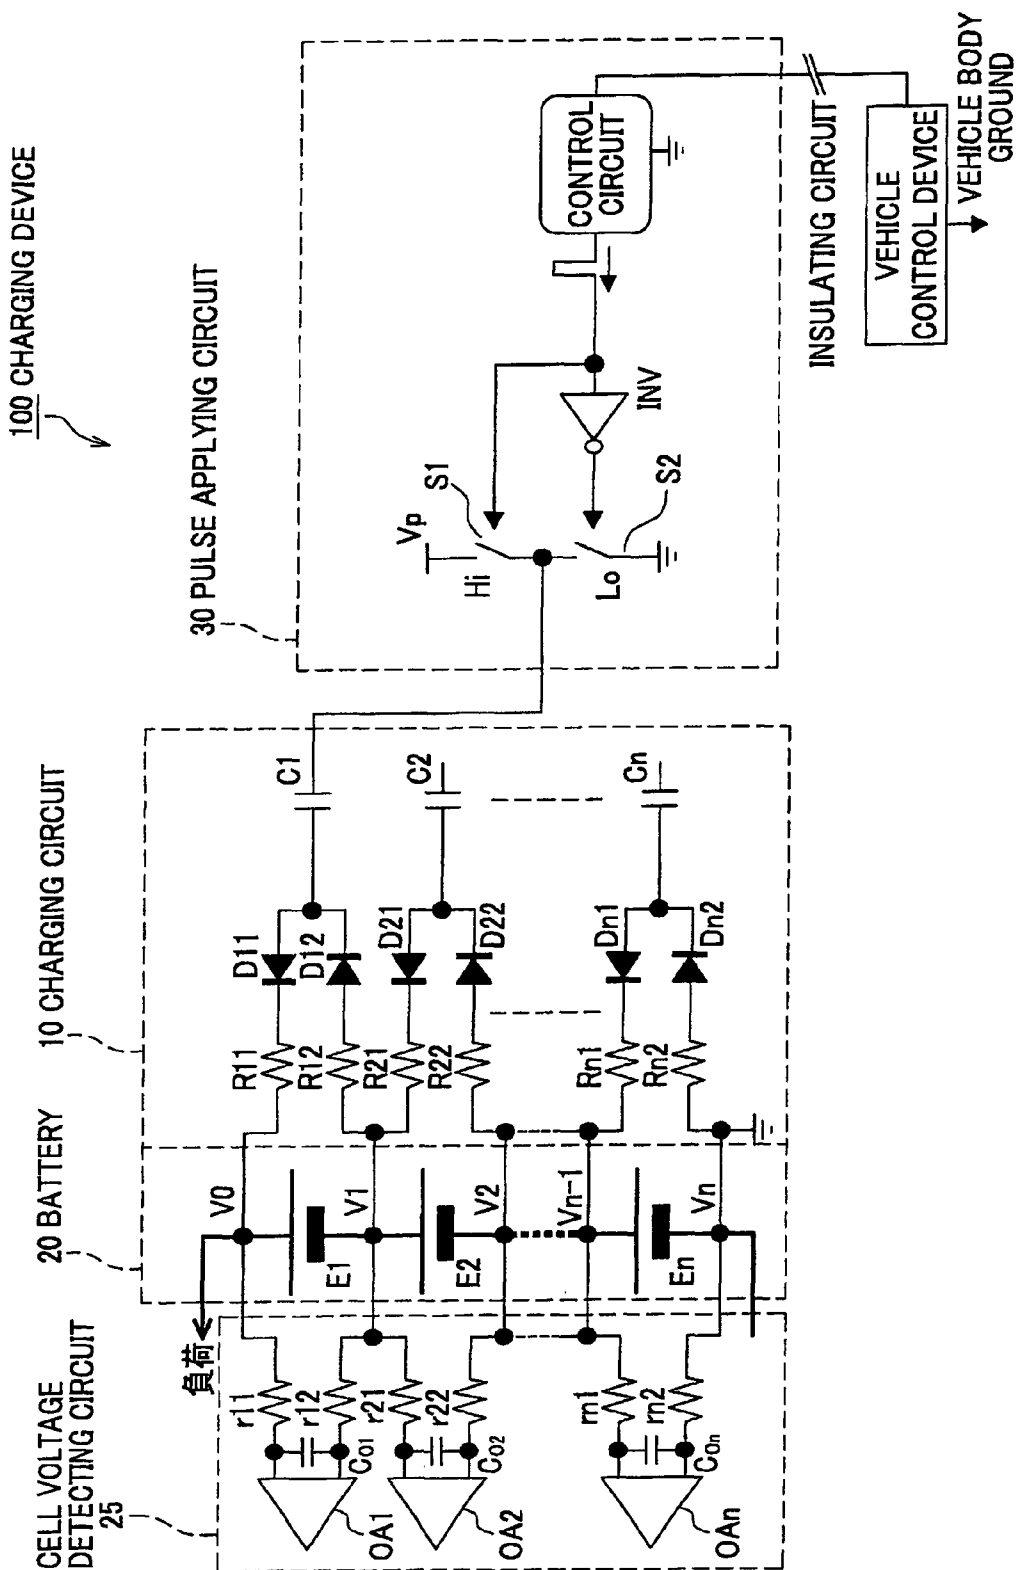 100 CHARGING DEVICE
CELL VOLTAGE
DETECTING CIRCUIT
25
20 BATTERY
10 CHARGING CIRCUIT
30 PULSE APPLYING CIRCUIT
負荷
V0
V1
V2
Vn-1
Vn
E1
E2
En
r11
r12
r21
r22
rn1
rn2
C01
C02
C0n
OA1
OA2
OAn
R11
R12
R21
R22
Rn1
Rn2
D11
D12
D21
D22
Dn1
Dn2
C1
C2
Cn
Vp
Hi
Lo
S1
S2
INV
CONTROL
CIRCUIT
INSULATING CIRCUIT
VEHICLE
CONTROL DEVICE
VEHICLE BODY
GROUND